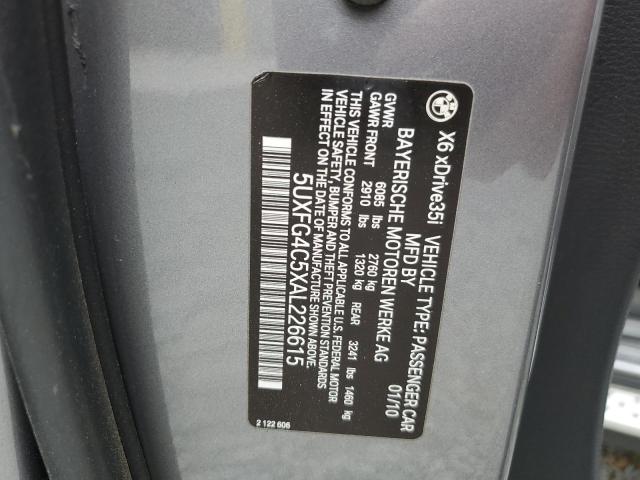 X6 xDrive35i VEHICLE TYPE: PASSENGER CAR
MFD BY 01/10
BAYERISCHE MOTOREN WERKE AG
GVWR 6085 lbs 2760 kg
GAWR FRONT 2910 lbs 1320 kg REAR 3241 lbs 1460 kg
THIS VEHICLE CONFORMS TO ALL APPLICABLE U.S. FEDERAL MOTOR
VEHICLE SAFETY, BUMPER AND THEFT PREVENTION STANDARDS
IN EFFECT ON THE DATE OF MANUFACTURE SHOWN ABOVE.
5UXFG4C5XAL226615
2 122 606